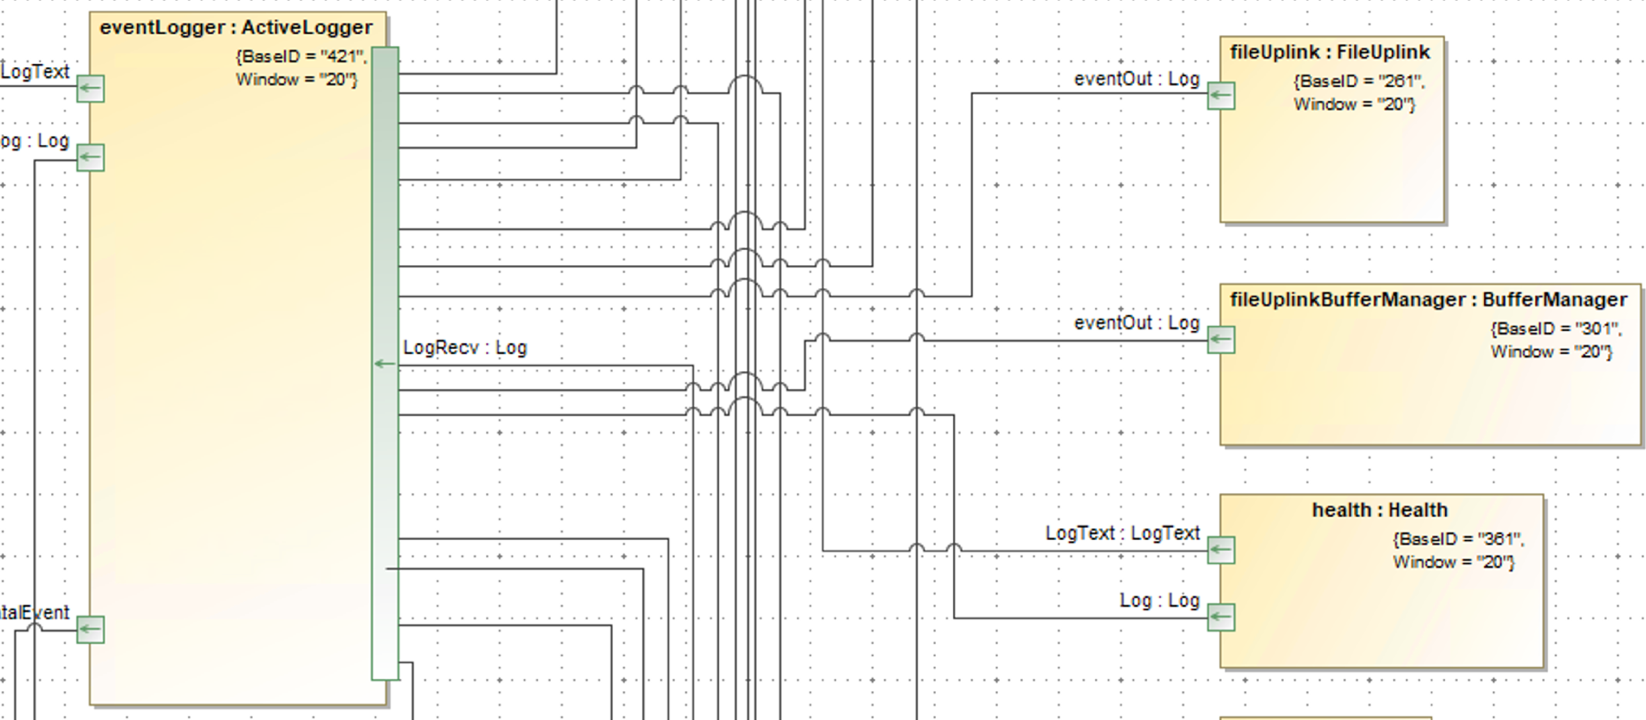 eventLogger : ActiveLogger
{BaseID = "421",
Window = "20"}
LogText
og : Log
talEvent
LogRecv : Log
fileUplink : FileUplink
{BaseID = "261",
Window = "20"}
eventOut : Log
fileUplinkBufferManager : BufferManager
{BaseID = "301",
Window = "20"}
eventOut : Log
health : Health
{BaseID = "361",
Window = "20"}
LogText : LogText
Log : Log